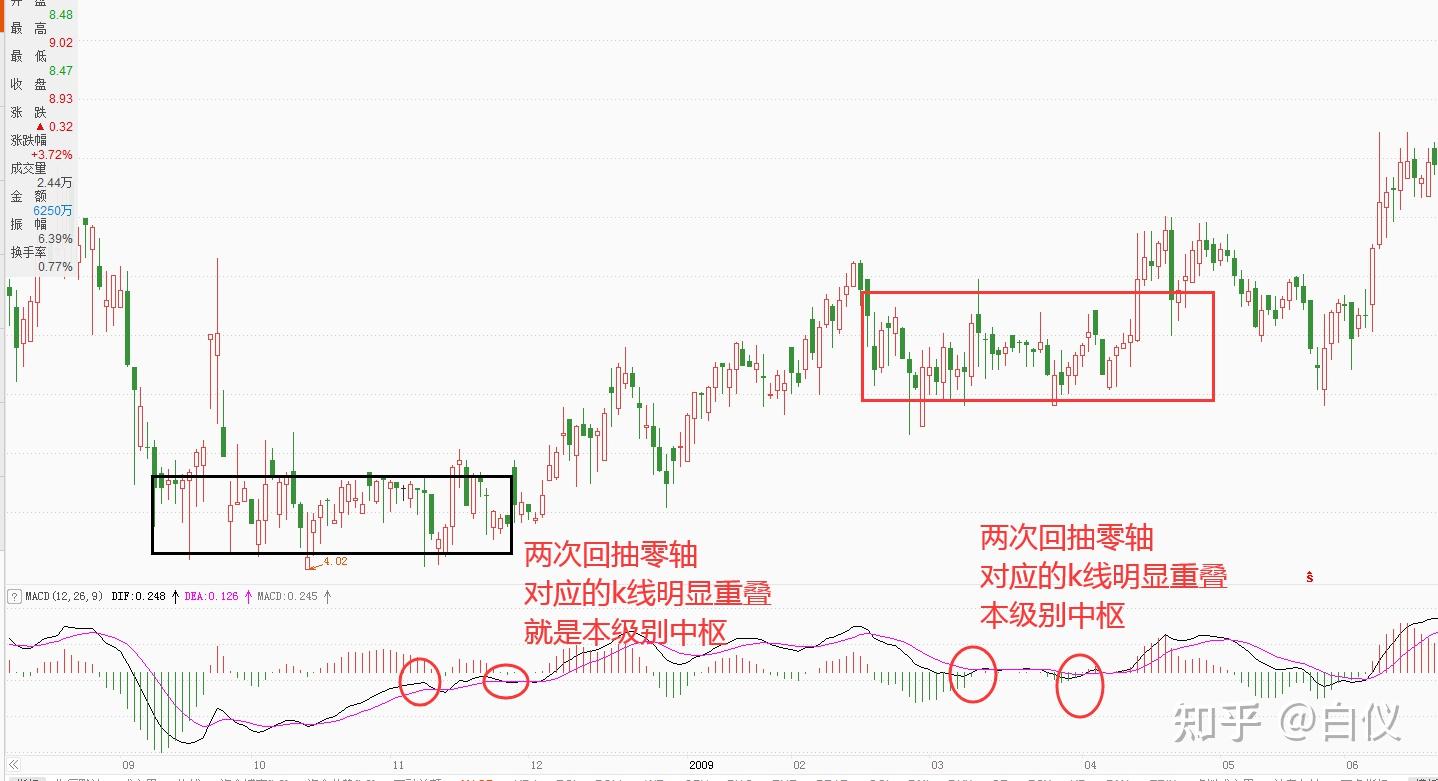 开 盘
8.48
最 高
9.02
最 低
8.47
收 盘
8.93
涨 跌
▲ 0.32
涨跌幅
+3.72%
成交量
2.44万
金 额
6250万
振 幅
6.39%
换手率
0.77%
4.02
两次回抽零轴
对应的k线明显重叠
就是本级别中枢
两次回抽零轴
对应的k线明显重叠
本级别中枢
ŝ
? MACD(12,26,9) DIF:0.248 ↑ DEA:0.126 ↑ MACD:0.245 ↑
知乎 @白仪
09 10 11 12 2009 02 03 04 05 06